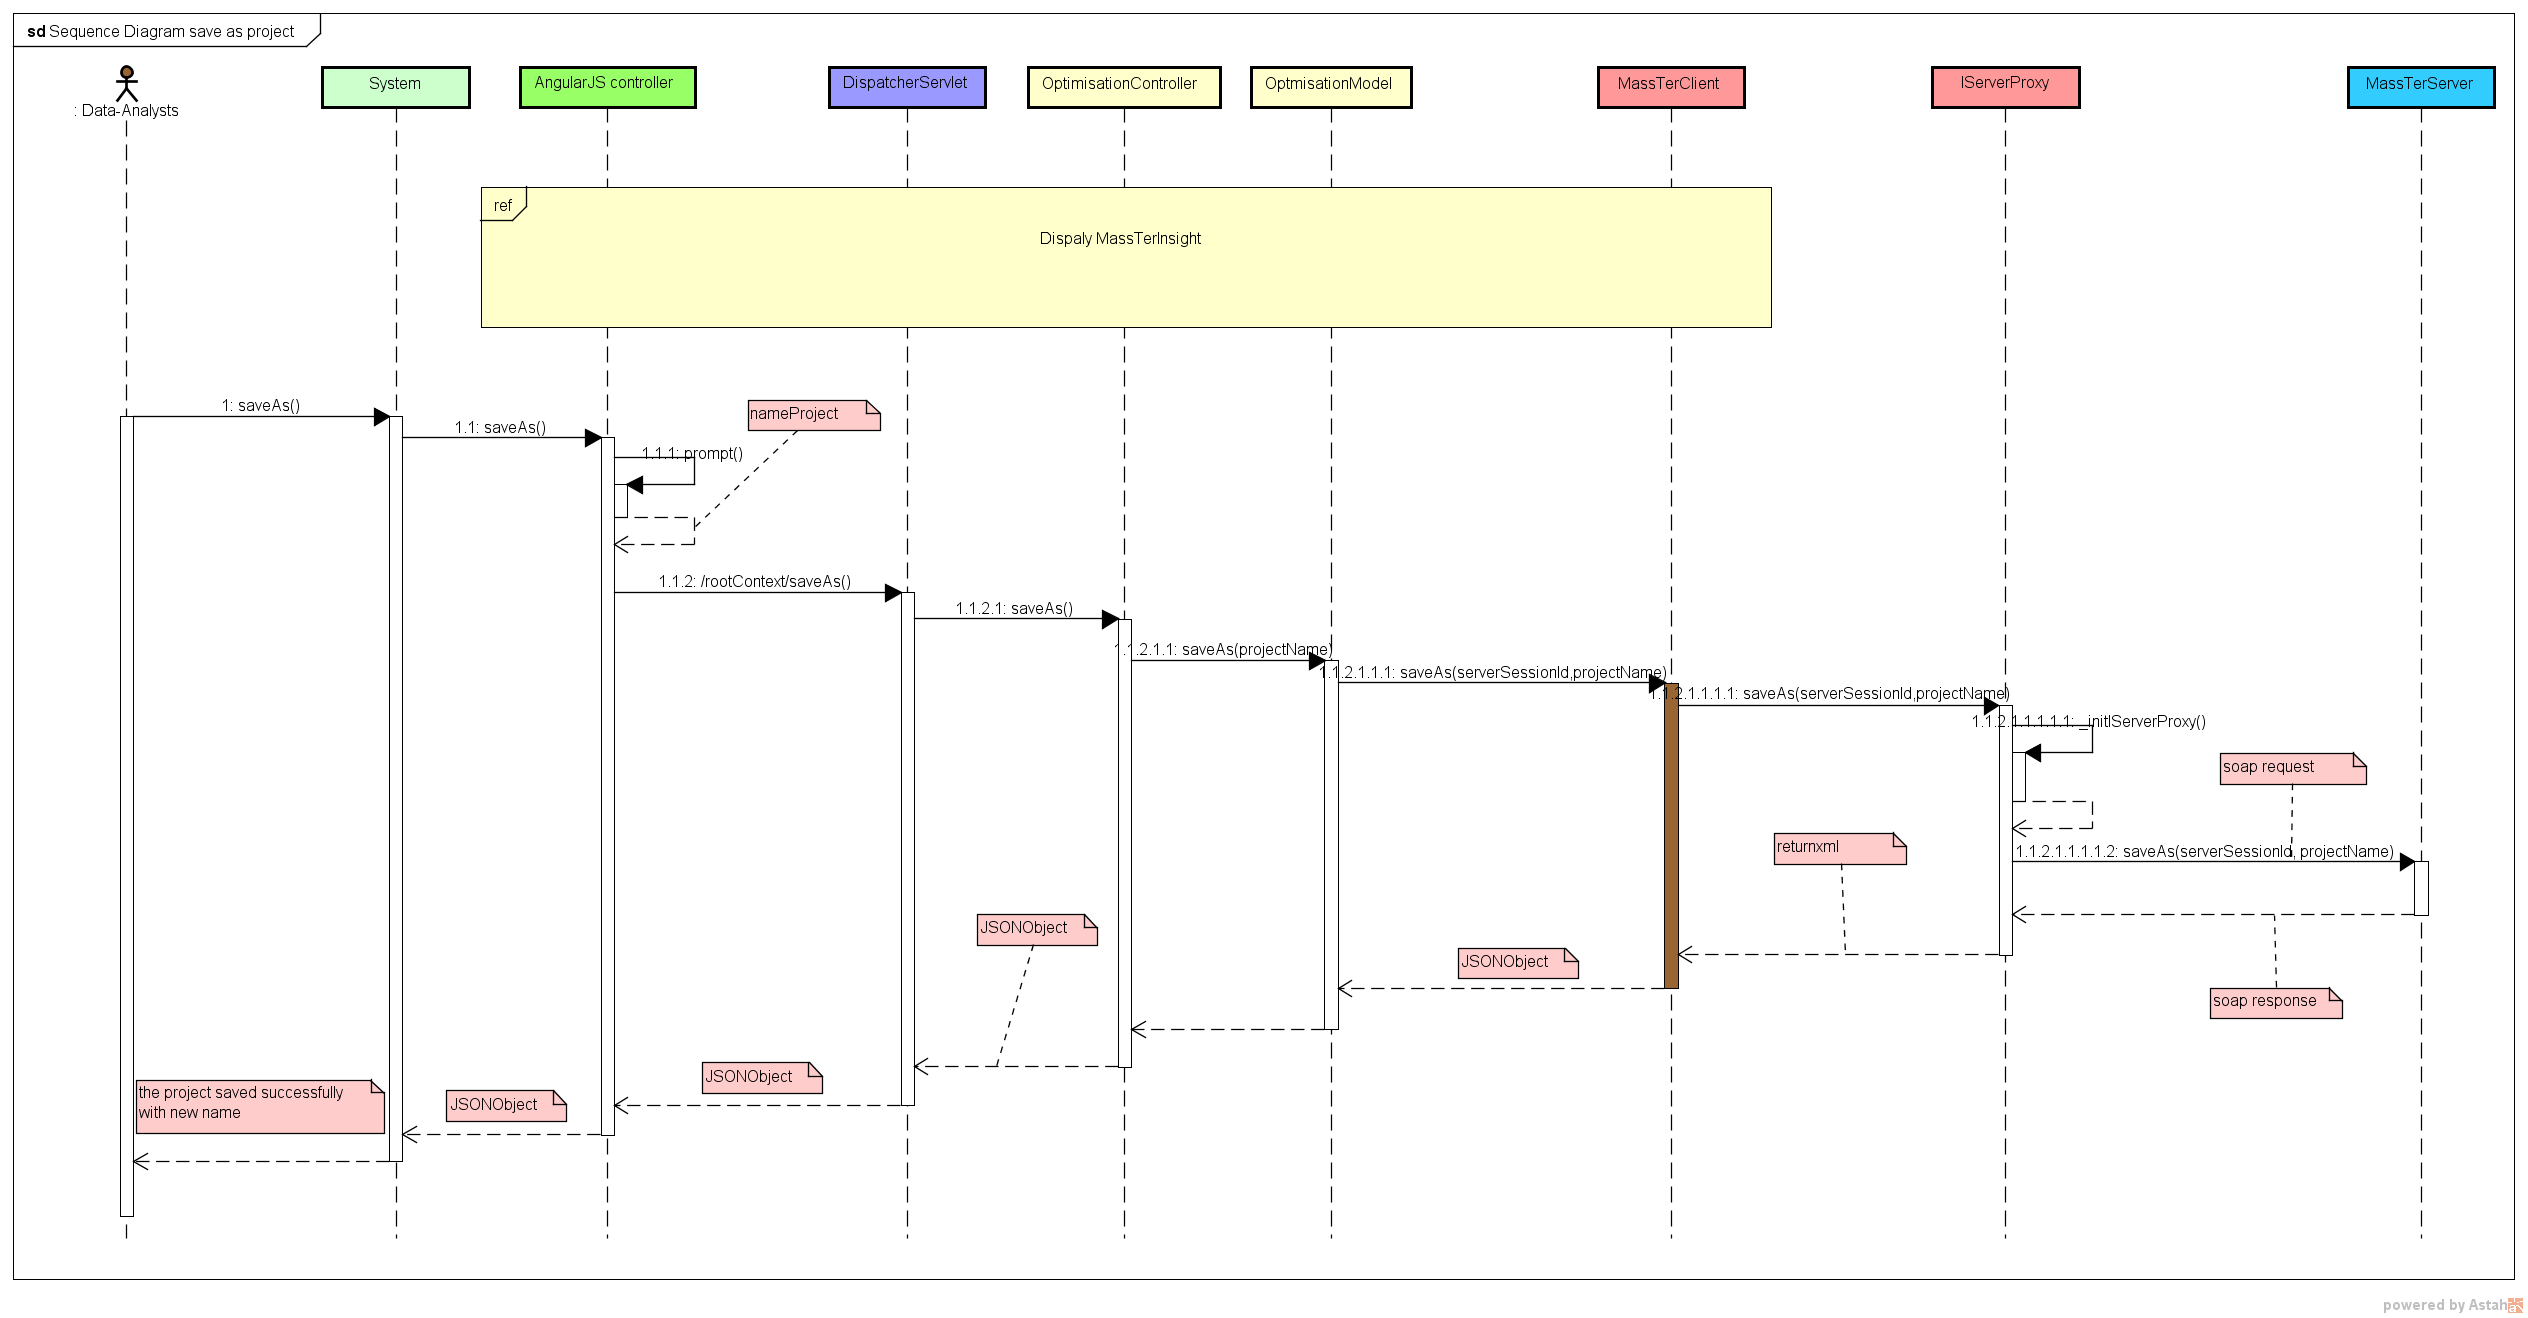 sd Sequence Diagram save as project
: Data-Analysts
System
AngularJS controller
DispatcherServlet
OptimisationController
OptmisationModel
MassTerClient
IServerProxy
MassTerServer
ref
Dispaly MassTerInsight
1: saveAs()
nameProject
1.1: saveAs()
1.1.1: prompt()
1.1.2: /rootContext/saveAs()
1.1.2.1: saveAs()
1.1.2.1.1: saveAs(projectName)
1.1.2.1.1.1: saveAs(serverSessionId,projectName)
1.1.2.1.1.1.1: saveAs(serverSessionId,projectName)
1.1.2.1.1.1.1.1: _initIServerProxy()
soap request
returnxml
1.1.2.1.1.1.1.2: saveAs(serverSessionId, projectName)
JSONObject
JSONObject
soap response
JSONObject
the project saved successfully
with new name
JSONObject
powered by Astah